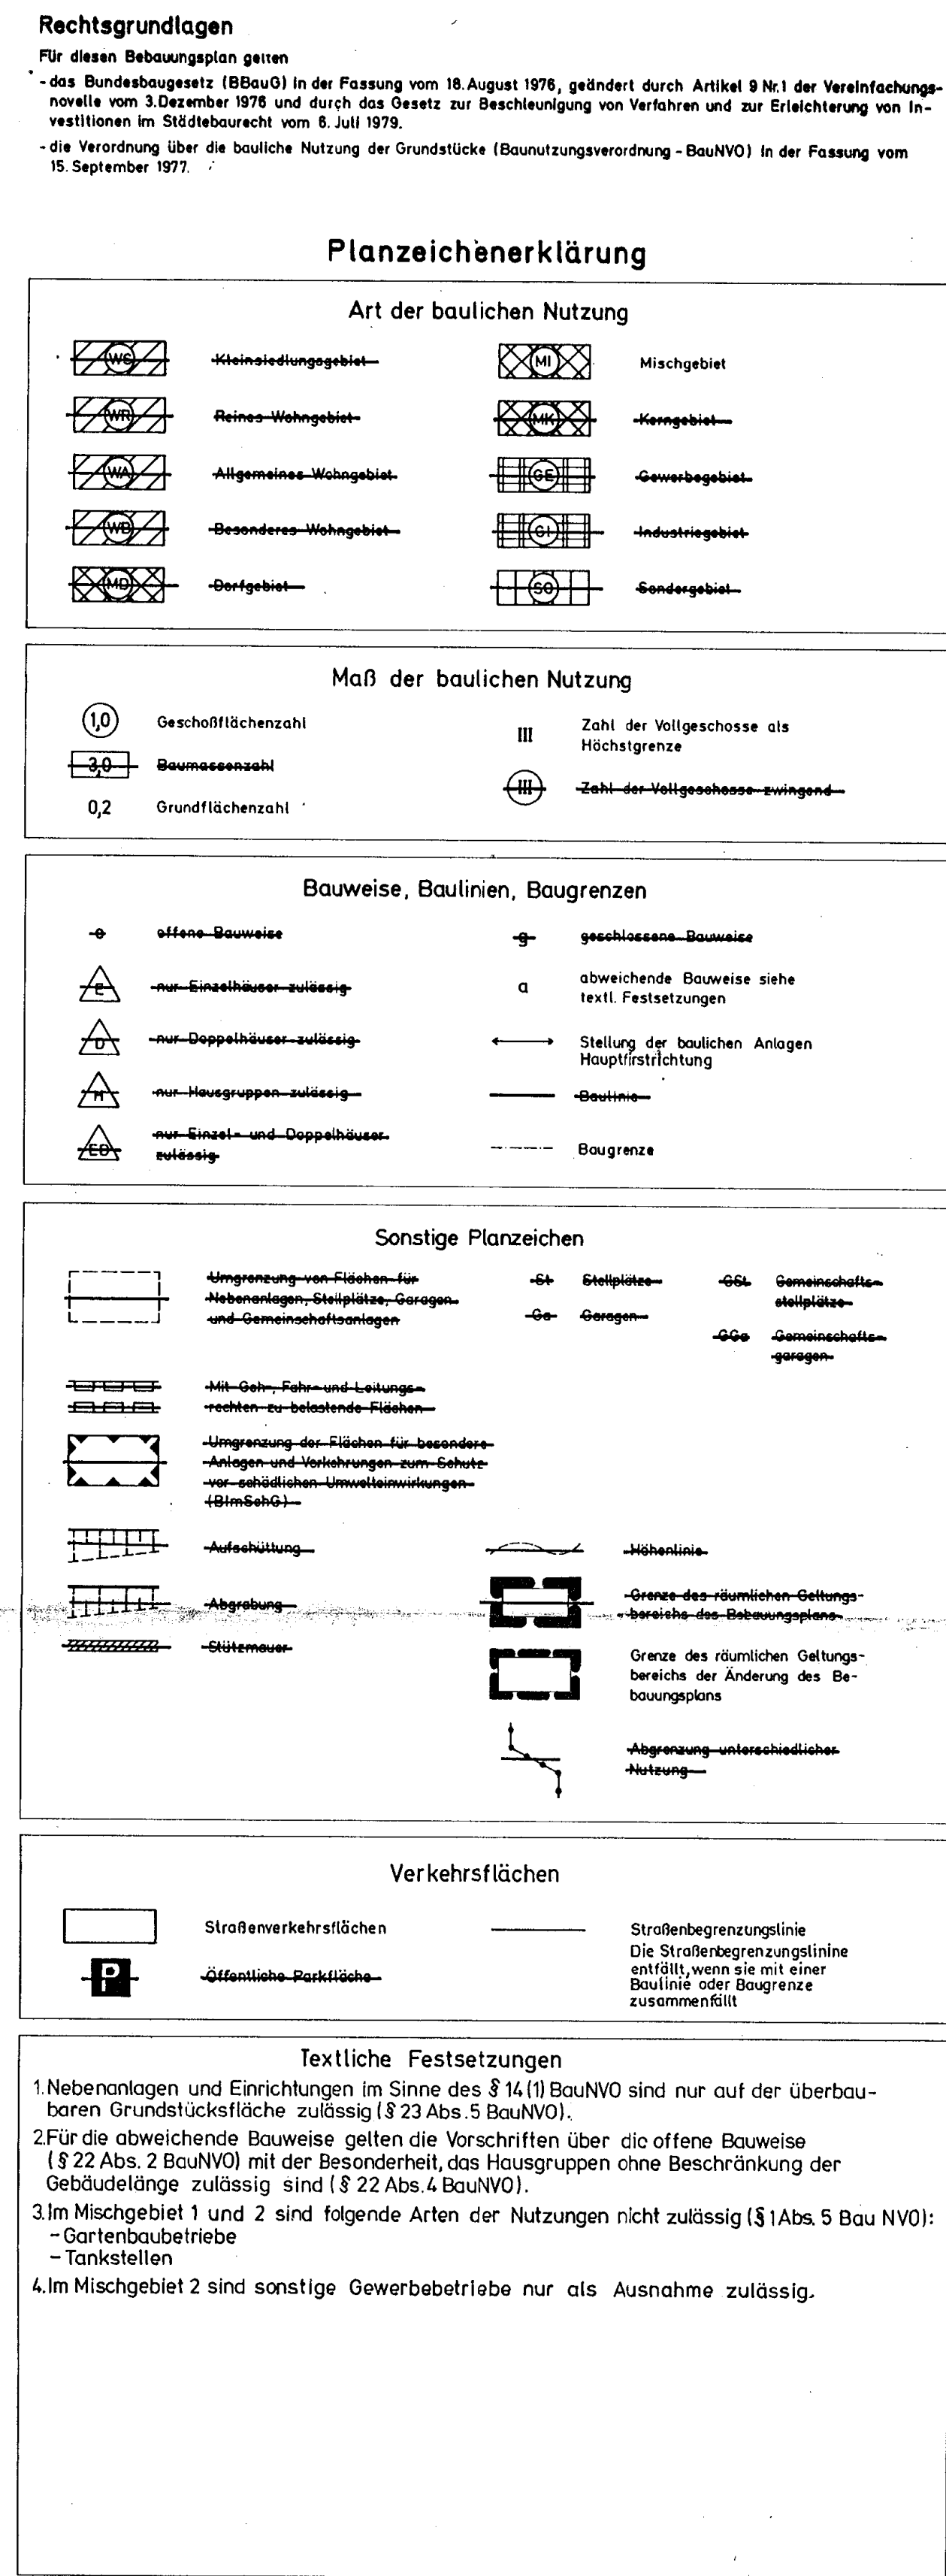 Rechtsgrundlagen
Für diesen Bebauungsplan gelten
- das Bundesbaugesetz (BBauG) in der Fassung vom 18. August 1976, geändert durch Artikel 9 Nr. 1 der Vereinfachungs-
novelle vom 3. Dezember 1976 und durch das Gesetz zur Beschleunigung von Verfahren und zur Erleichterung von In-
vestitionen im Städtebaurecht vom 6. Juli 1979.
- die Verordnung über die bauliche Nutzung der Grundstücke (Baunutzungsverordnung - BauNVO) in der Fassung vom
15. September 1977.
Planzeichenerklärung
Art der baulichen Nutzung
WS Kleinsiedlungsgebiet
MI Mischgebiet
WR Reines Wohngebiet
MK Kerngebiet
WA Allgemeines Wohngebiet
GE Gewerbegebiet
WB Besonderes Wohngebiet
GI Industriegebiet
MD Dorfgebiet
SO Sondergebiet
Maß der baulichen Nutzung
1,0 Geschoßflächenzahl
III Zahl der Vollgeschosse als
Höchstgrenze
3,0 Baumassenzahl
III Zahl der Vollgeschosse zwingend
0,2 Grundflächenzahl
Bauweise, Baulinien, Baugrenzen
o offene Bauweise
g geschlossene Bauweise
E nur Einzelhäuser zulässig
a abweichende Bauweise siehe
textl. Festsetzungen
D nur Doppelhäuser zulässig
Stellung der baulichen Anlagen
Hauptfirstrichtung
H nur Hausgruppen zulässig
Baulinie
ED nur Einzel- und Doppelhäuser
zulässig
Baugrenze
Sonstige Planzeichen
Umgrenzung von Flächen für
Nebenanlagen, Stellplätze, Garagen
und Gemeinschaftsanlagen
St Stellplätze
Ga Garagen
GSt Gemeinschafts-
stellplätze
GGa Gemeinschafts-
garagen
Mit Geh-, Fahr- und Leitungs-
rechten zu belastende Flächen
Umgrenzung der Flächen für besondere
Anlagen und Vorkehrungen zum Schutz
vor schädlichen Umwelteinwirkungen
(BImSchG)
Aufschüttung
Höhenlinie
Abgrabung
Grenze des räumlichen Geltungs-
bereichs des Bebauungsplans
Stützmauer
Grenze des räumlichen Geltungs-
bereichs der Änderung des Be-
bauungsplans
Abgrenzung unterschiedlicher
Nutzung
Verkehrsflächen
Straßenverkehrsflächen
Straßenbegrenzungslinie
Die Straßenbegrenzungslinine
entfällt, wenn sie mit einer
Baulinie oder Baugrenze
zusammenfällt
P Öffentliche Parkfläche
Textliche Festsetzungen
1. Nebenanlagen und Einrichtungen im Sinne des § 14 (1) BauNVO sind nur auf der überbau-
baren Grundstücksfläche zulässig (§ 23 Abs. 5 BauNVO).
2. Für die abweichende Bauweise gelten die Vorschriften über die offene Bauweise
(§ 22 Abs. 2 BauNVO) mit der Besonderheit, das Hausgruppen ohne Beschränkung der
Gebäudelänge zulässig sind (§ 22 Abs. 4 BauNVO).
3. Im Mischgebiet 1 und 2 sind folgende Arten der Nutzungen nicht zulässig (§ 1 Abs. 5 Bau NVO):
- Gartenbaubetriebe
- Tankstellen
4. Im Mischgebiet 2 sind sonstige Gewerbebetriebe nur als Ausnahme zulässig.